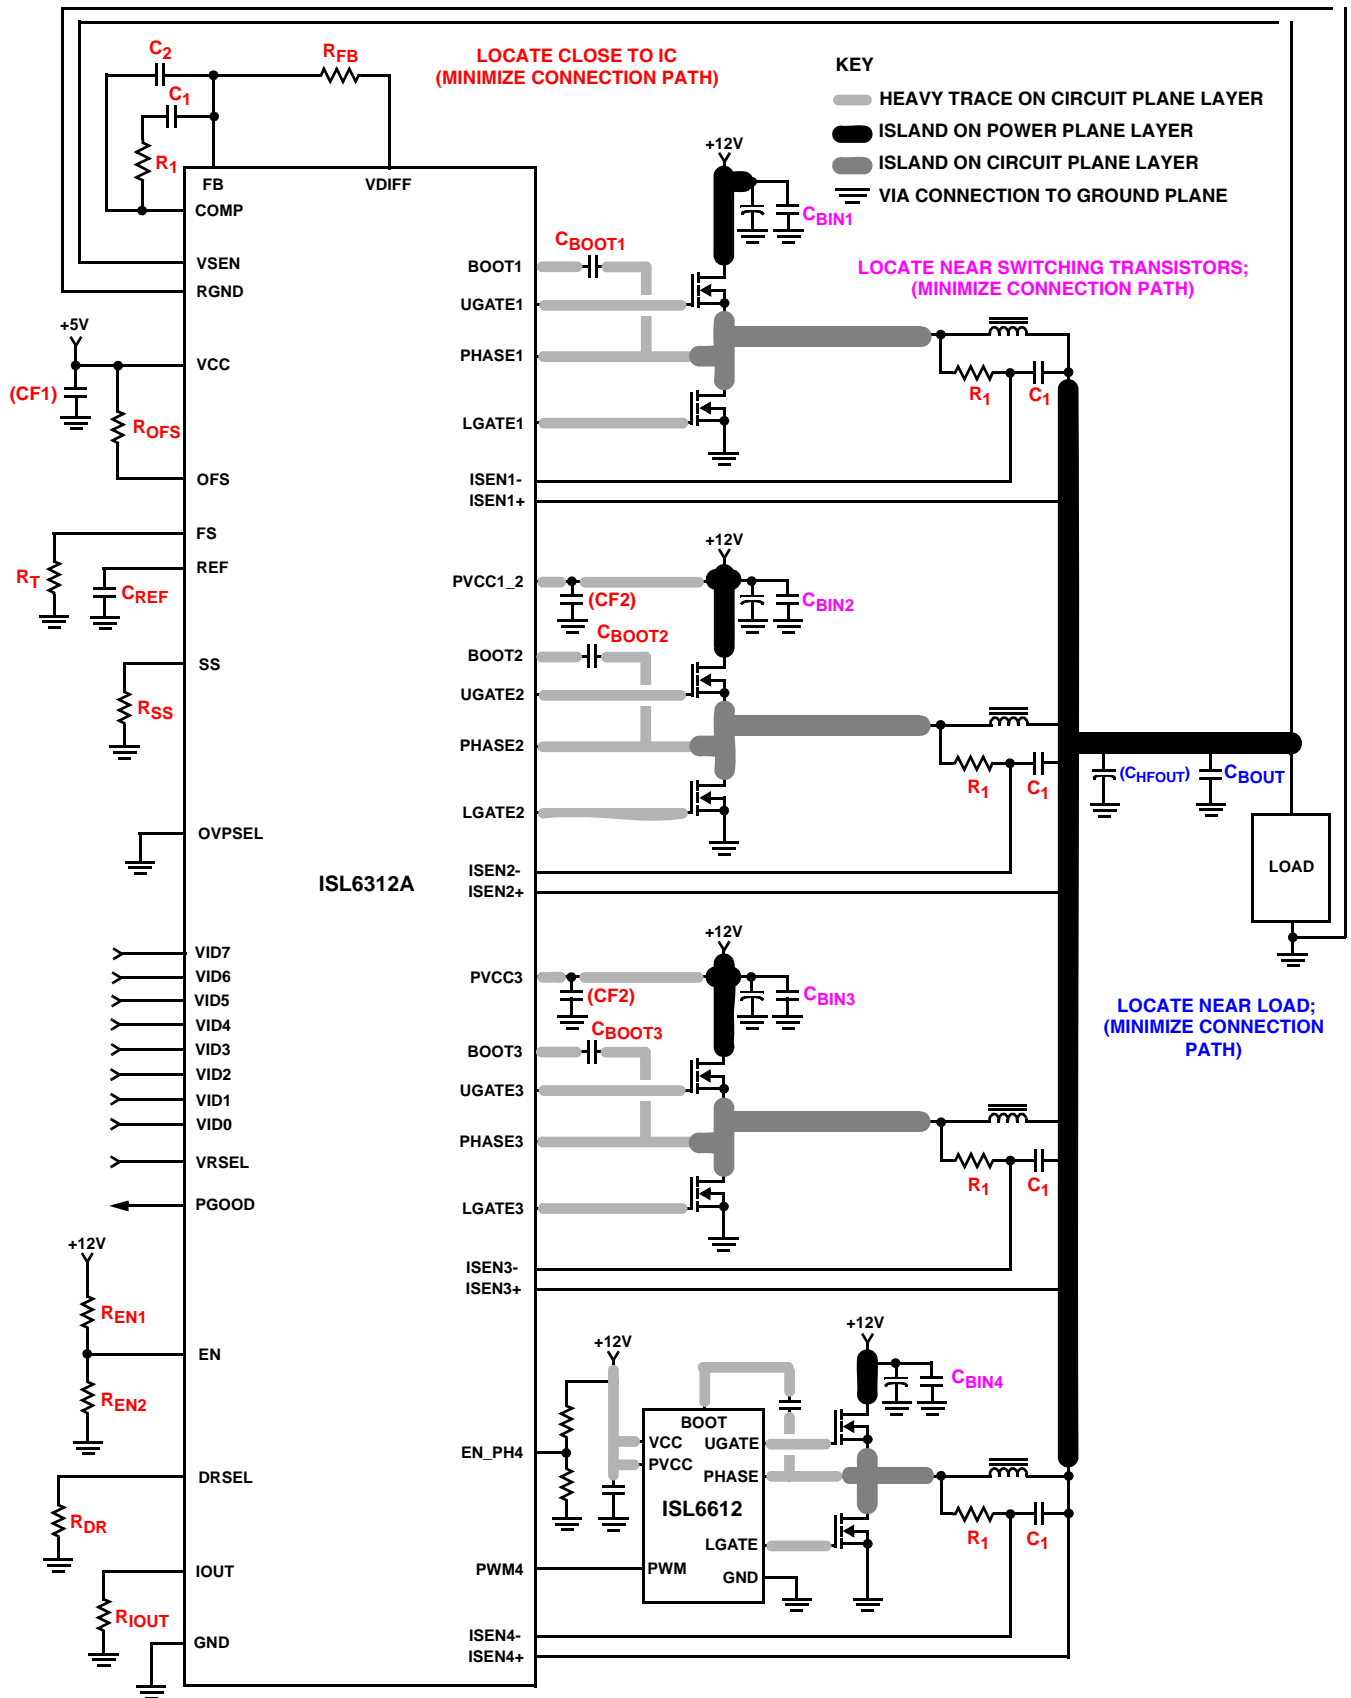 C2
RFB
LOCATE CLOSE TO IC
(MINIMIZE CONNECTION PATH)
KEY
HEAVY TRACE ON CIRCUIT PLANE LAYER
ISLAND ON POWER PLANE LAYER
ISLAND ON CIRCUIT PLANE LAYER
VIA CONNECTION TO GROUND PLANE
C1
R1
FB
VDIFF
COMP
VSEN
RGND
+5V
VCC
(CF1)
ROFS
OFS
FS
RT
REF
CREF
SS
RSS
OVPSEL
ISL6312A
VID7
VID6
VID5
VID4
VID3
VID2
VID1
VID0
VRSEL
PGOOD
+12V
REN1
EN
REN2
DRSEL
RDR
IOUT
RIOUT
GND
+12V
CBIN1
CBOOT1
BOOT1
UGATE1
PHASE1
LGATE1
ISEN1-
ISEN1+
LOCATE NEAR SWITCHING TRANSISTORS;
(MINIMIZE CONNECTION PATH)
R1
C1
+12V
PVCC1_2
(CF2)
CBIN2
CBOOT2
BOOT2
UGATE2
PHASE2
LGATE2
ISEN2-
ISEN2+
R1
C1
(CHFOUT)
CBOUT
LOAD
LOCATE NEAR LOAD;
(MINIMIZE CONNECTION
PATH)
+12V
PVCC3
(CF2)
CBIN3
CBOOT3
BOOT3
UGATE3
PHASE3
LGATE3
ISEN3-
ISEN3+
R1
C1
+12V
+12V
CBIN4
EN_PH4
BOOT
VCC
UGATE
PVCC
PHASE
ISL6612
LGATE
PWM4
PWM
GND
R1
C1
ISEN4-
ISEN4+